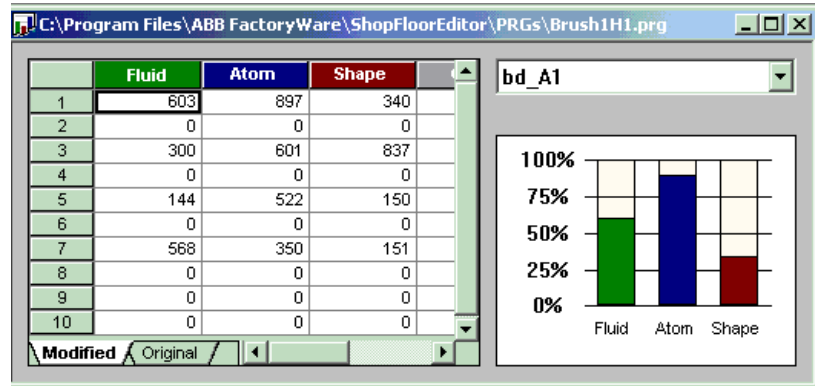 C:\Program Files\ABB FactoryWare\ShopFloorEditor\PRGs\Brush1H1.prg
Fluid Atom Shape
1 603 897 340
2 0 0 0
3 300 601 837
4 0 0 0
5 144 522 150
6 0 0 0
7 568 350 151
8 0 0 0
9 0 0 0
10 0 0 0
Modified Original
bd_A1
100%
75%
50%
25%
0%
Fluid Atom Shape